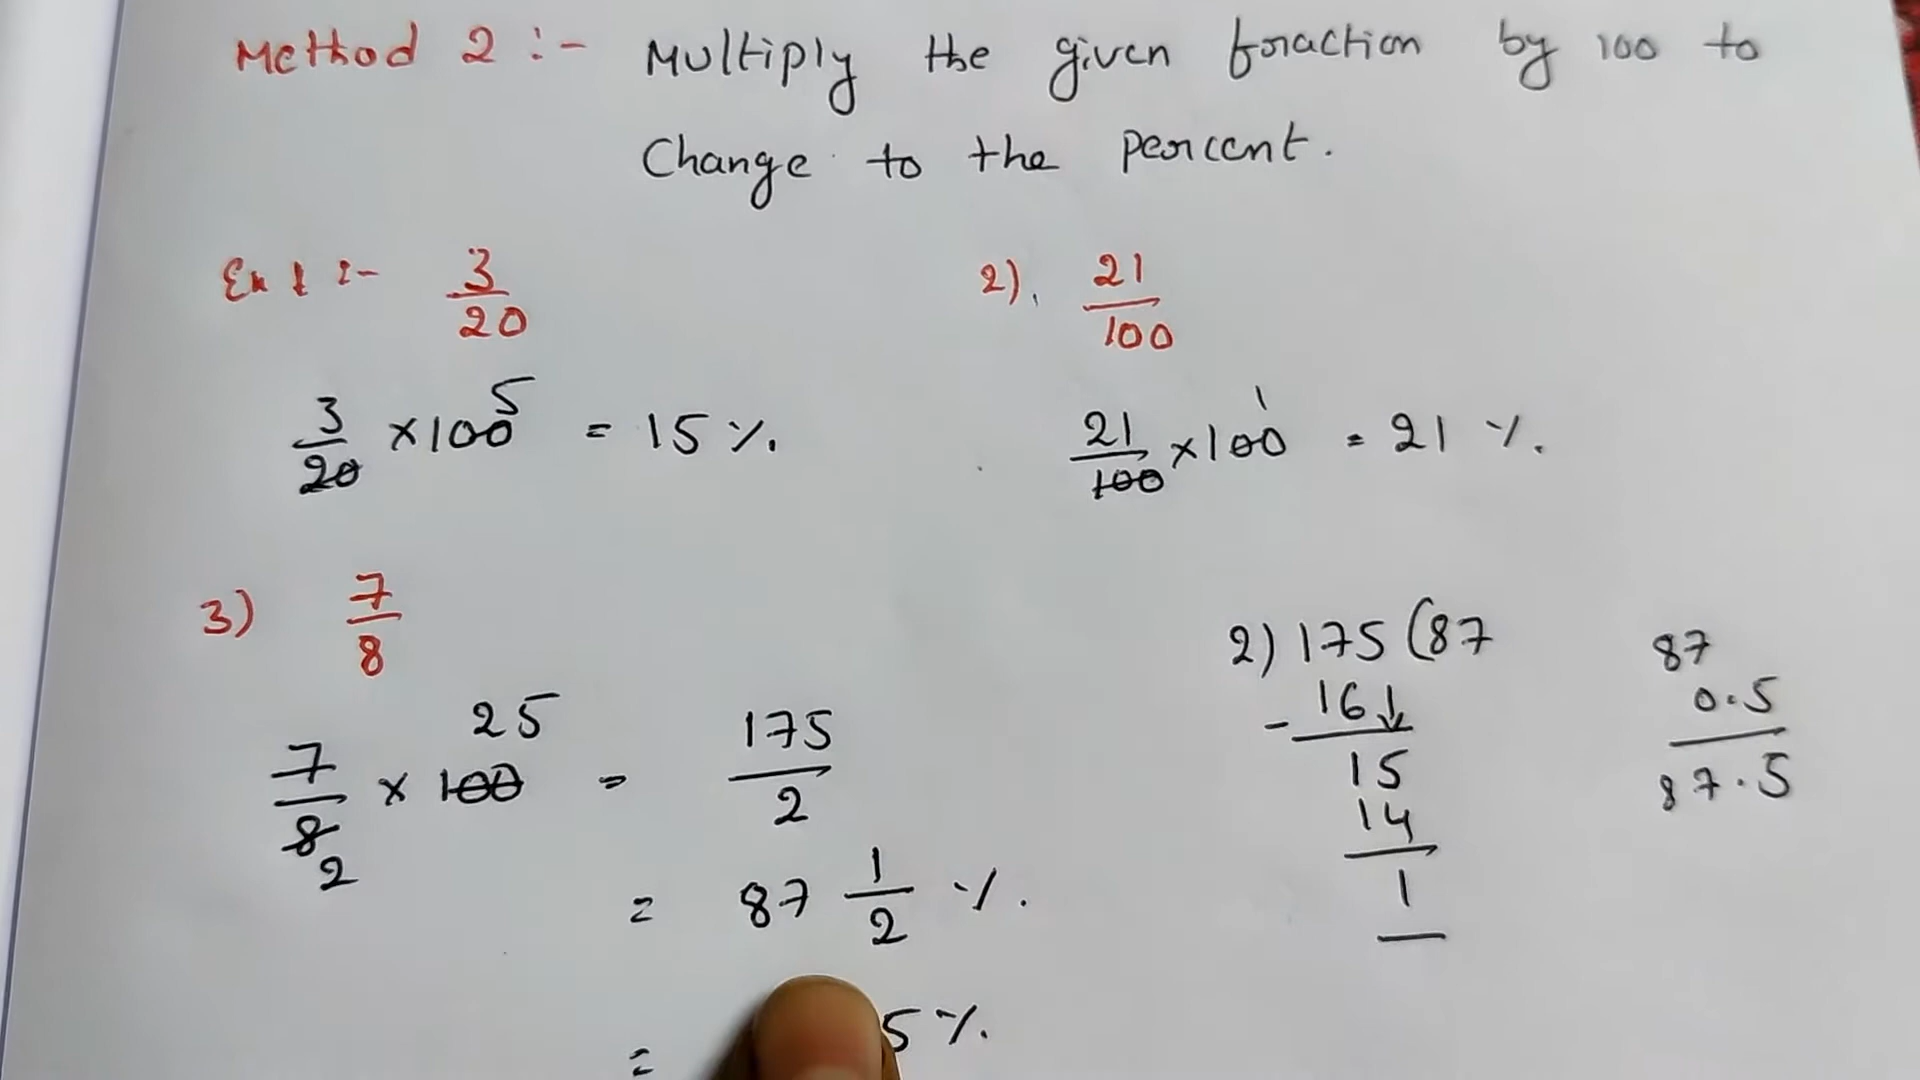 Method 2 :- Multiply the given fraction by 100 to
Change to the percent.
Ex 1 :- 3/20
3/20 ×100 5 = 15 %.
2). 21/100
21/100 ×100 1 = 21 %.
3) 7/8
25
7/8 × 100 = 175/2
2
= 87 1/2 %.
= 5 %.
2) 175 (87
- 16↓
15
14
1
87
0.5
87.5